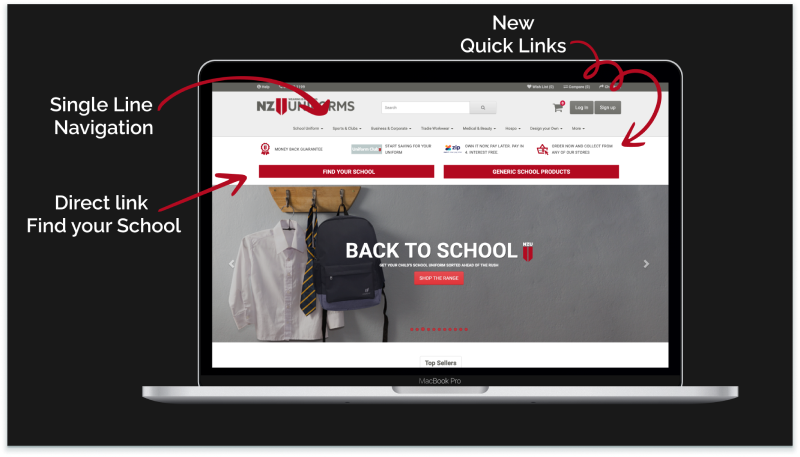 New
Quick Links
Single Line
Navigation
Direct link
Find your School
Help
Wish List (0)
Compare (0)
NZ UNIFORMS
Search
0
Log in
Sign up
School Uniform
Sports & Clubs
Business & Corporate
Tradie Workwear
Medical & Beauty
Hospo
Design your Own
More
MONEY BACK GUARANTEE
START SAVING FOR YOUR
UNIFORM
zip
OWN IT NOW, PAY LATER. PAY IN
4 INTEREST FREE.
ORDER NOW AND COLLECT FROM
ANY OF OUR STORES
FIND YOUR SCHOOL
GENERIC SCHOOL PRODUCTS
BACK TO SCHOOL
NZU
GET YOUR CHILD'S SCHOOL UNIFORM SORTED AHEAD OF THE RUSH
SHOP THE RANGE
Top Sellers
MacBook Pro